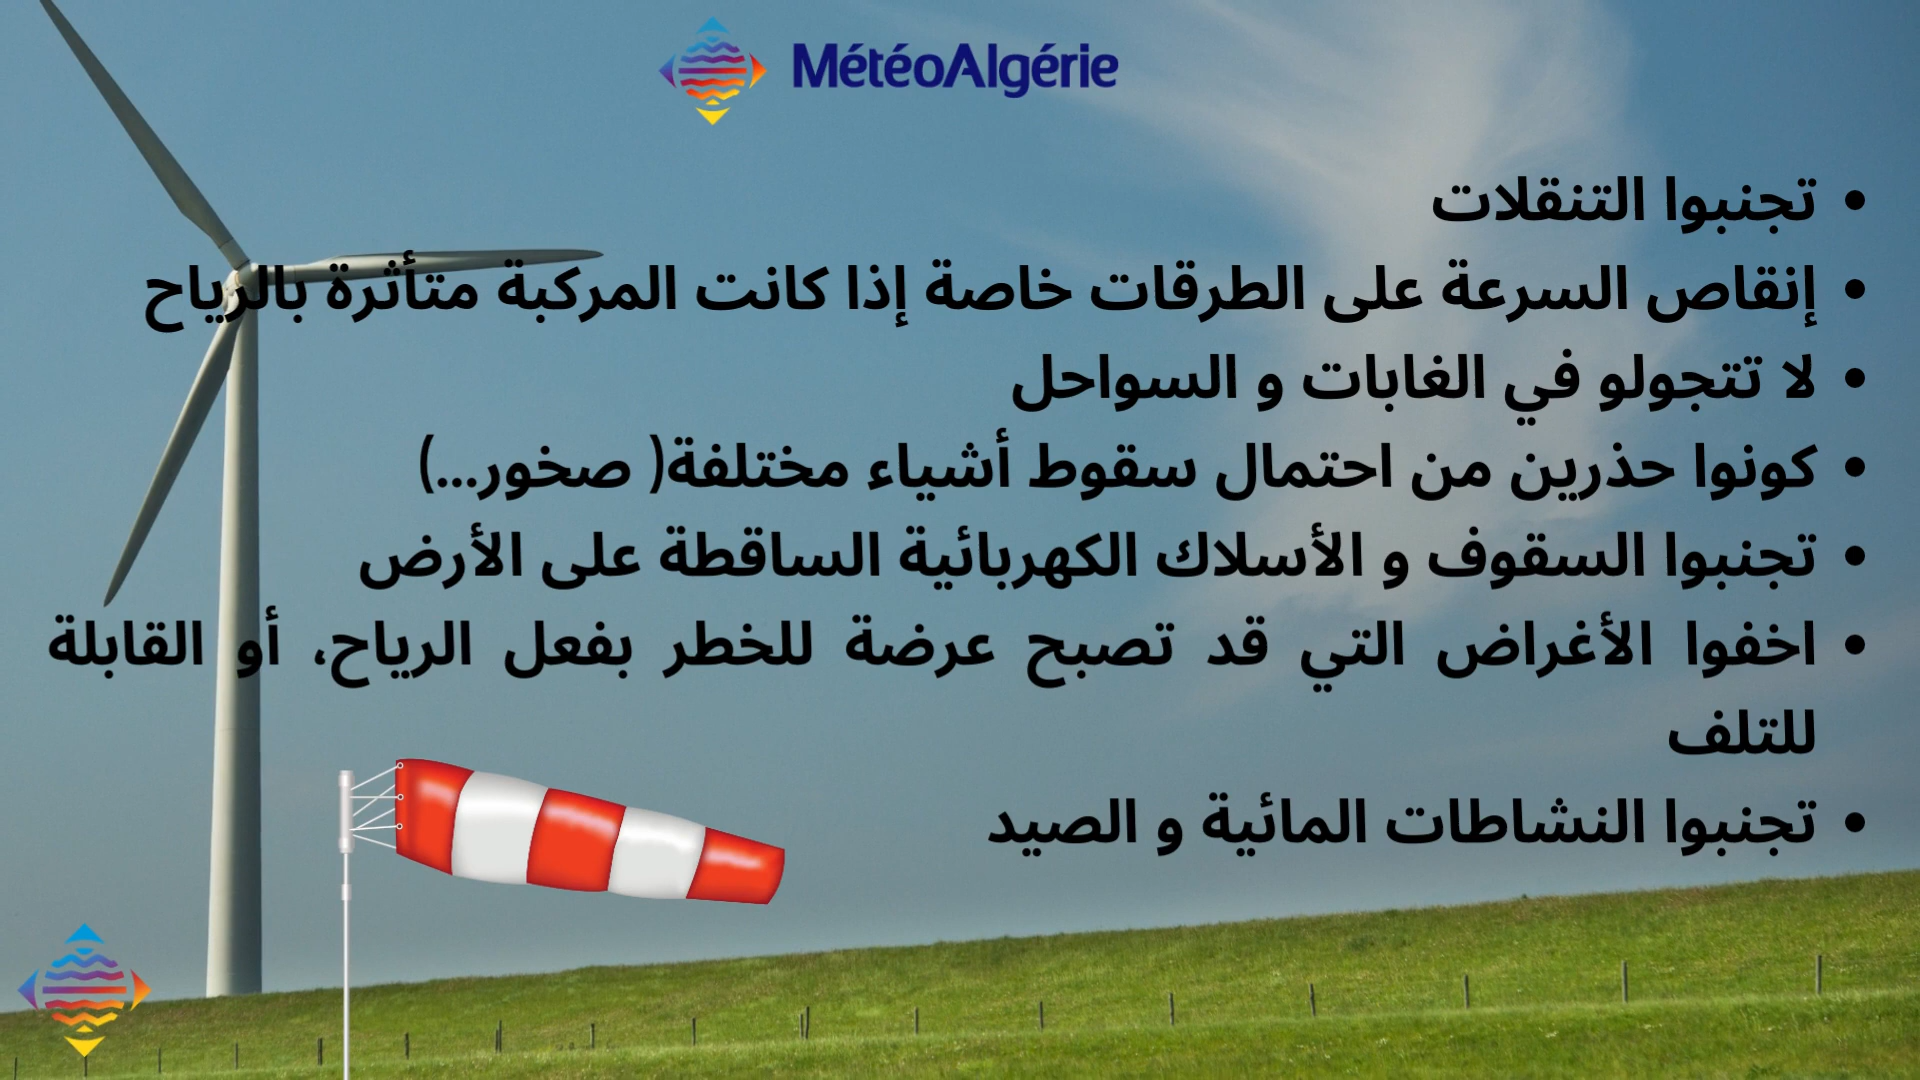 MétéoAlgérie
• تجنبوا التنقلات
• إنقاص السرعة على الطرقات خاصة إذا كانت المركبة متأثرة بالرياح
• لا تتجولو في الغابات و السواحل
• كونوا حذرين من احتمال سقوط أشياء مختلفة( صخور...)
• تجنبوا السقوف و الأسلاك الكهربائية الساقطة على الأرض
• اخفوا الأغراض التي قد تصبح عرضة للخطر بفعل الرياح، أو القابلة
للتلف
• تجنبوا النشاطات المائية و الصيد